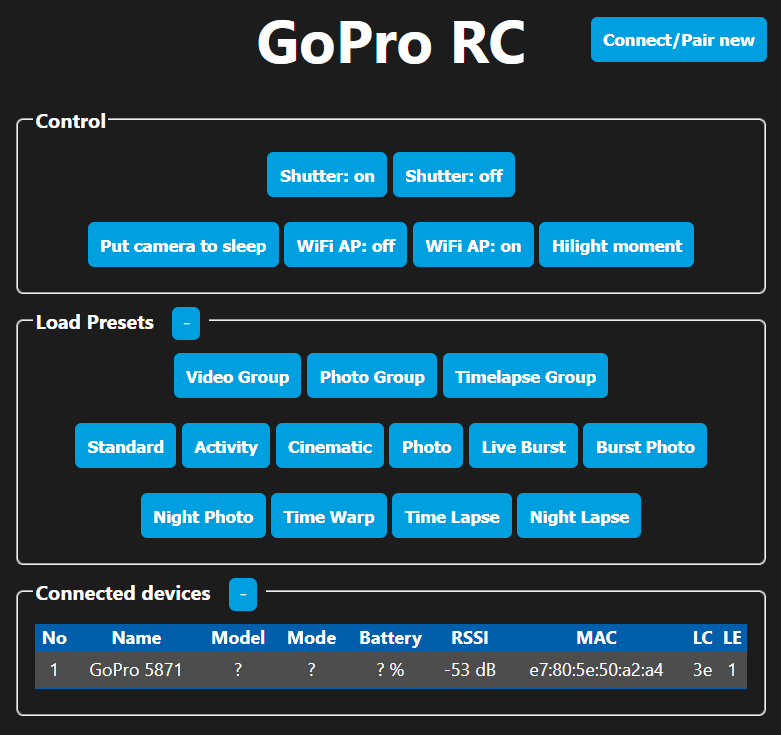 GoPro RC
Connect/Pair new
Control
Shutter: on Shutter: off
Put camera to sleep WiFi AP: off WiFi AP: on Hilight moment
Load Presets -
Video Group Photo Group Timelapse Group
Standard Activity Cinematic Photo Live Burst Burst Photo
Night Photo Time Warp Time Lapse Night Lapse
Connected devices -
No Name Model Mode Battery RSSI MAC LC LE
1 GoPro 5871 ? ? ? % -53 dB e7:80:5e:50:a2:a4 3e 1